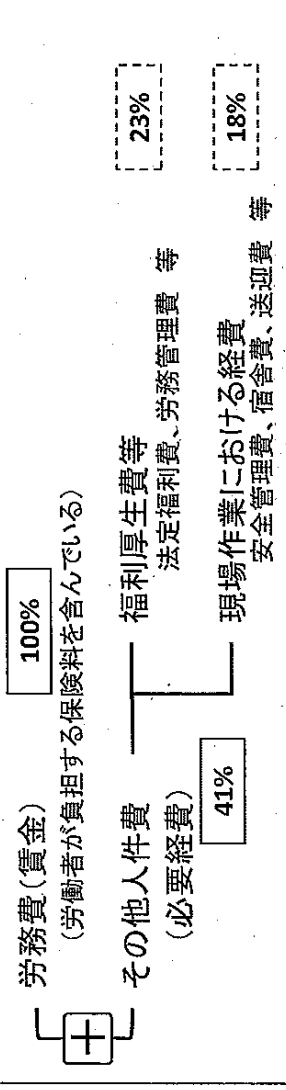 労務費(賃金) 100%
(労働者が負担する保険料を含んでいる)
+
その他人件費
(必要経費)
41%
福利厚生費等 23%
法定福利費、労務管理費 等
現場作業における経費 18%
安全管理費、宿舎費、送迎費 等